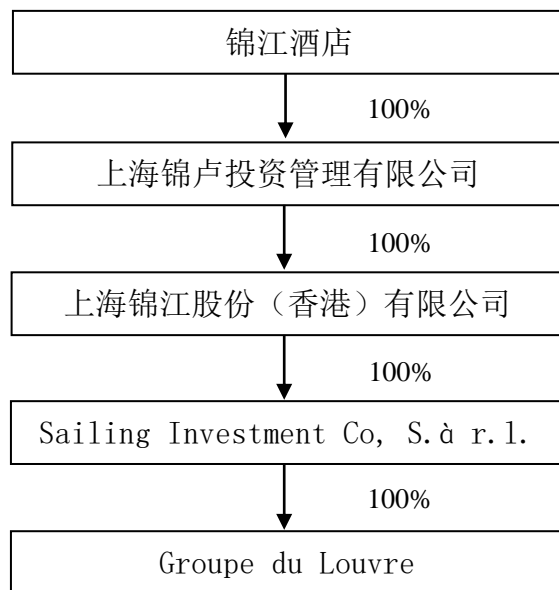 锦江酒店
100%
上海锦卢投资管理有限公司
100%
上海锦江股份（香港）有限公司
100%
Sailing Investment Co, S.à r.l.
100%
Groupe du Louvre